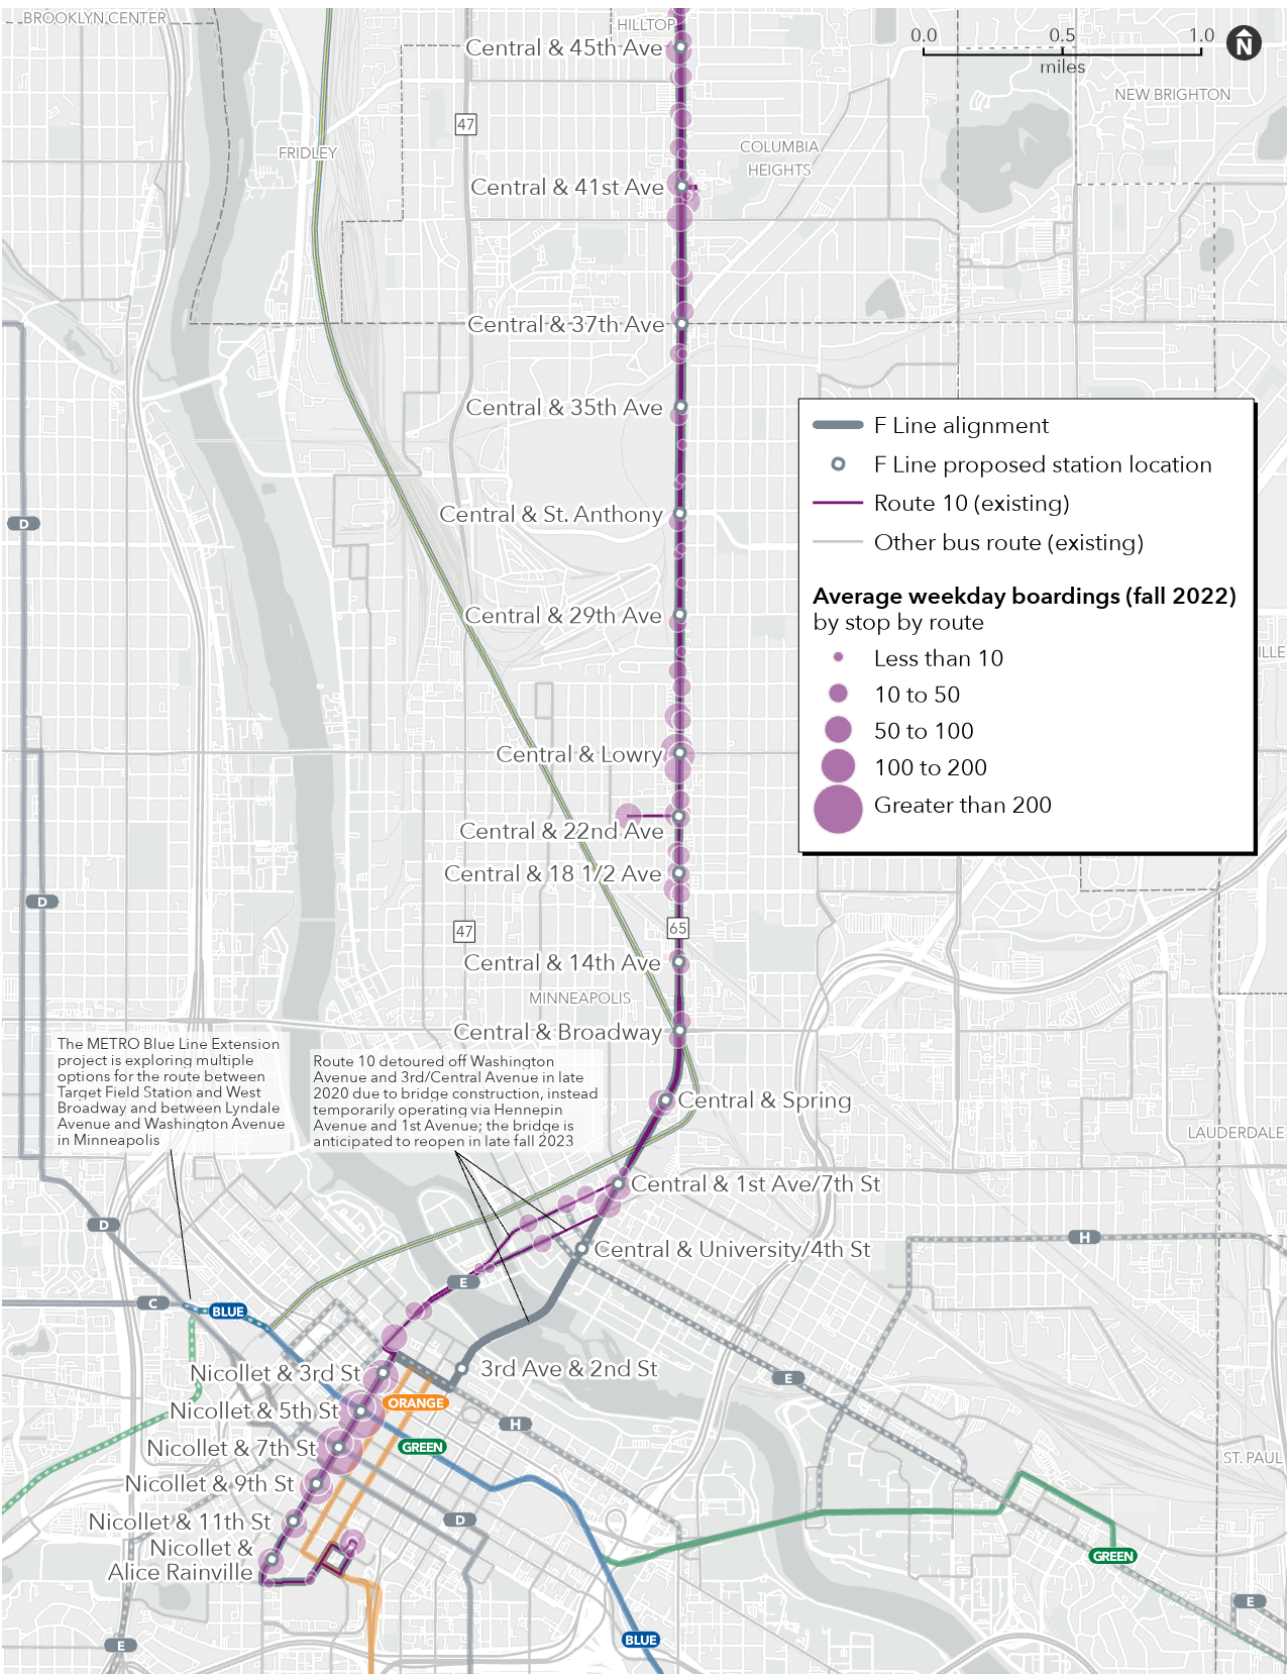 BROOKLYN CENTER
HILLTOP
Central & 45th Ave
0.0
0.5
1.0
miles
N
NEW BRIGHTON
47
FRIDLEY
COLUMBIA
HEIGHTS
Central & 41st Ave
Central & 37th Ave
Central & 35th Ave
Central & St. Anthony
D
Central & 29th Ave
F Line alignment
F Line proposed station location
Route 10 (existing)
Other bus route (existing)
Average weekday boardings (fall 2022)
by stop by route
Less than 10
10 to 50
50 to 100
100 to 200
Greater than 200
Central & Lowry
Central & 22nd Ave
Central & 18 1/2 Ave
D
47
65
Central & 14th Ave
MINNEAPOLIS
Central & Broadway
The METRO Blue Line Extension
project is exploring multiple
options for the route between
Target Field Station and West
Broadway and between Lyndale
Avenue and Washington Avenue
in Minneapolis
Route 10 detoured off Washington
Avenue and 3rd/Central Avenue in late
2020 due to bridge construction, instead
temporarily operating via Hennepin
Avenue and 1st Avenue; the bridge is
anticipated to reopen in late fall 2023
Central & Spring
LAUDERDALE
Central & 1st Ave/7th St
D
Central & University/4th St
H
E
C
BLUE
Nicollet & 3rd St
3rd Ave & 2nd St
E
ORANGE
Nicollet & 5th St
H
GREEN
Nicollet & 7th St
ST. PAUL
Nicollet & 9th St
Nicollet & 11th St
D
Nicollet &
Alice Rainville
GREEN
E
BLUE
E